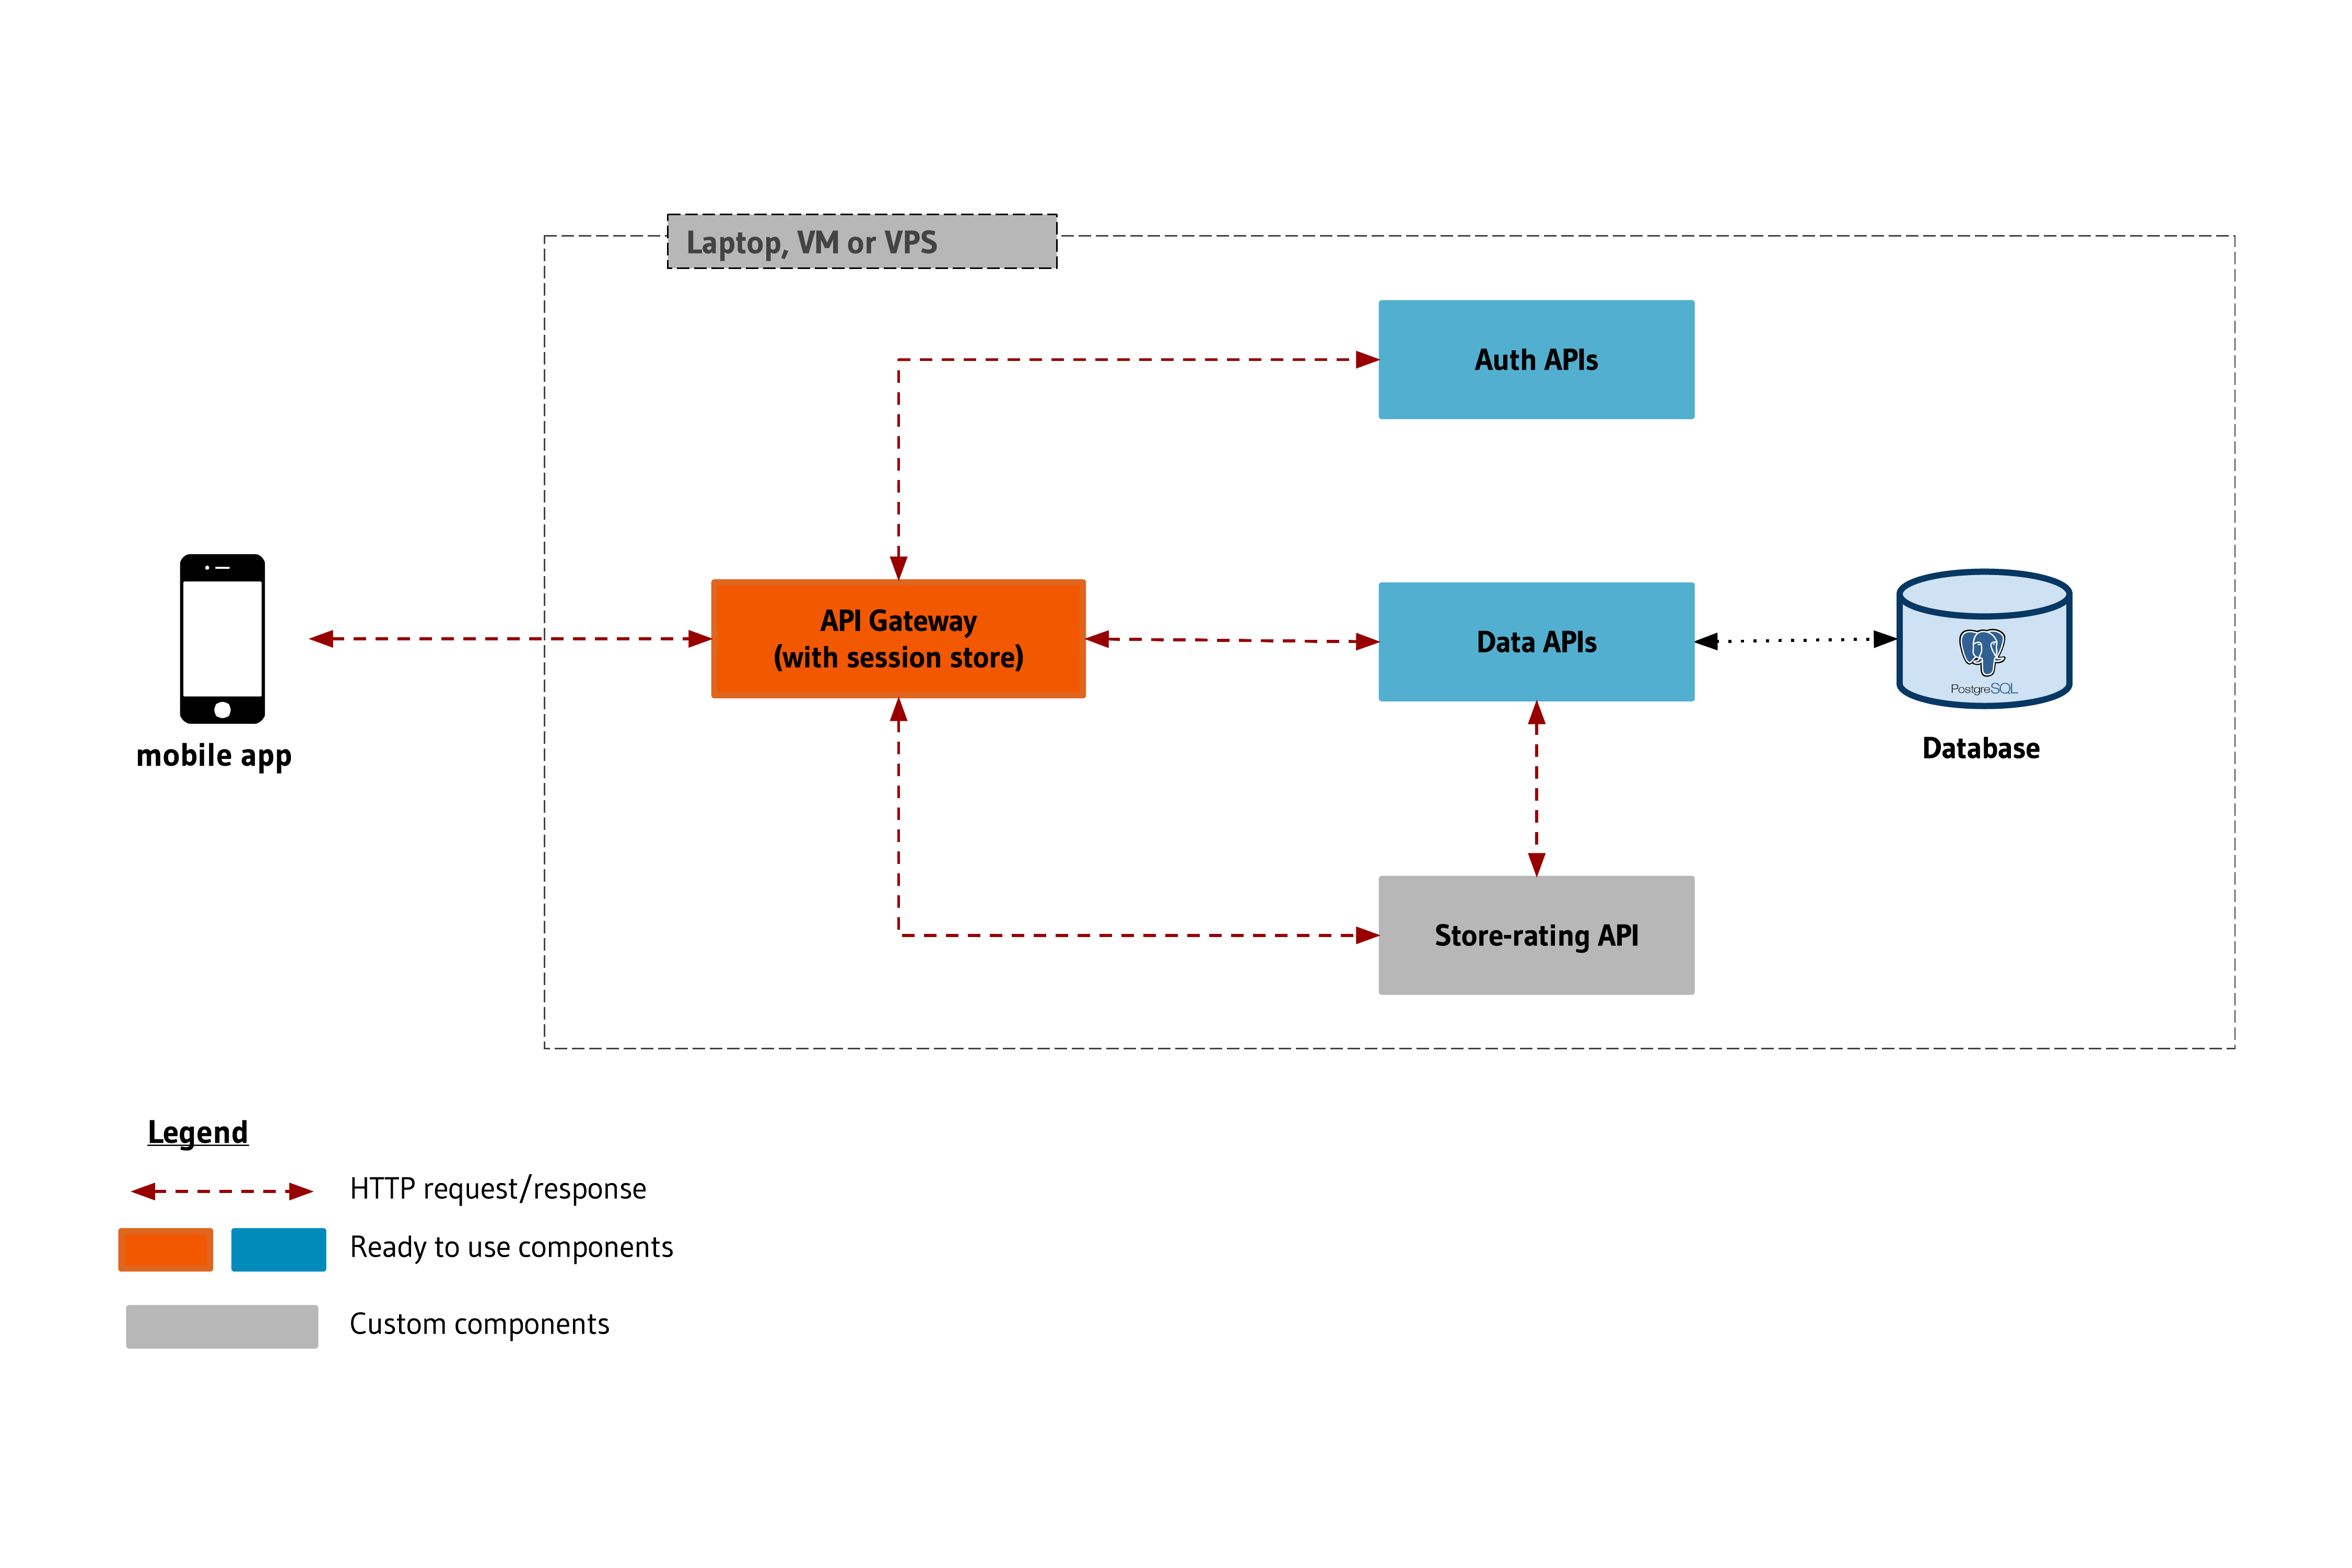 Laptop, VM or VPS
Auth APIs
API Gateway
(with session store)
Data APIs
PostgreSQL
mobile app
Database
Store-rating API
Legend
HTTP request/response
Ready to use components
Custom components